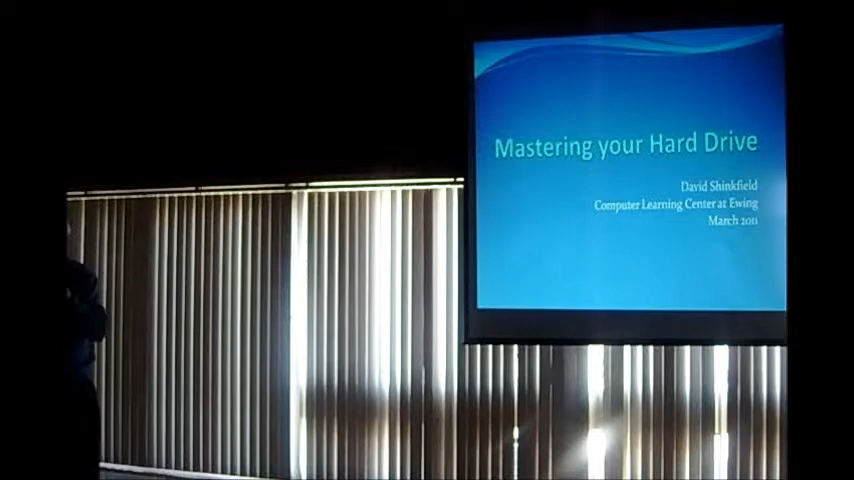 Mastering your Hard Drive
David Shinkfield
Computer Learning Center at Ewing
March 2011